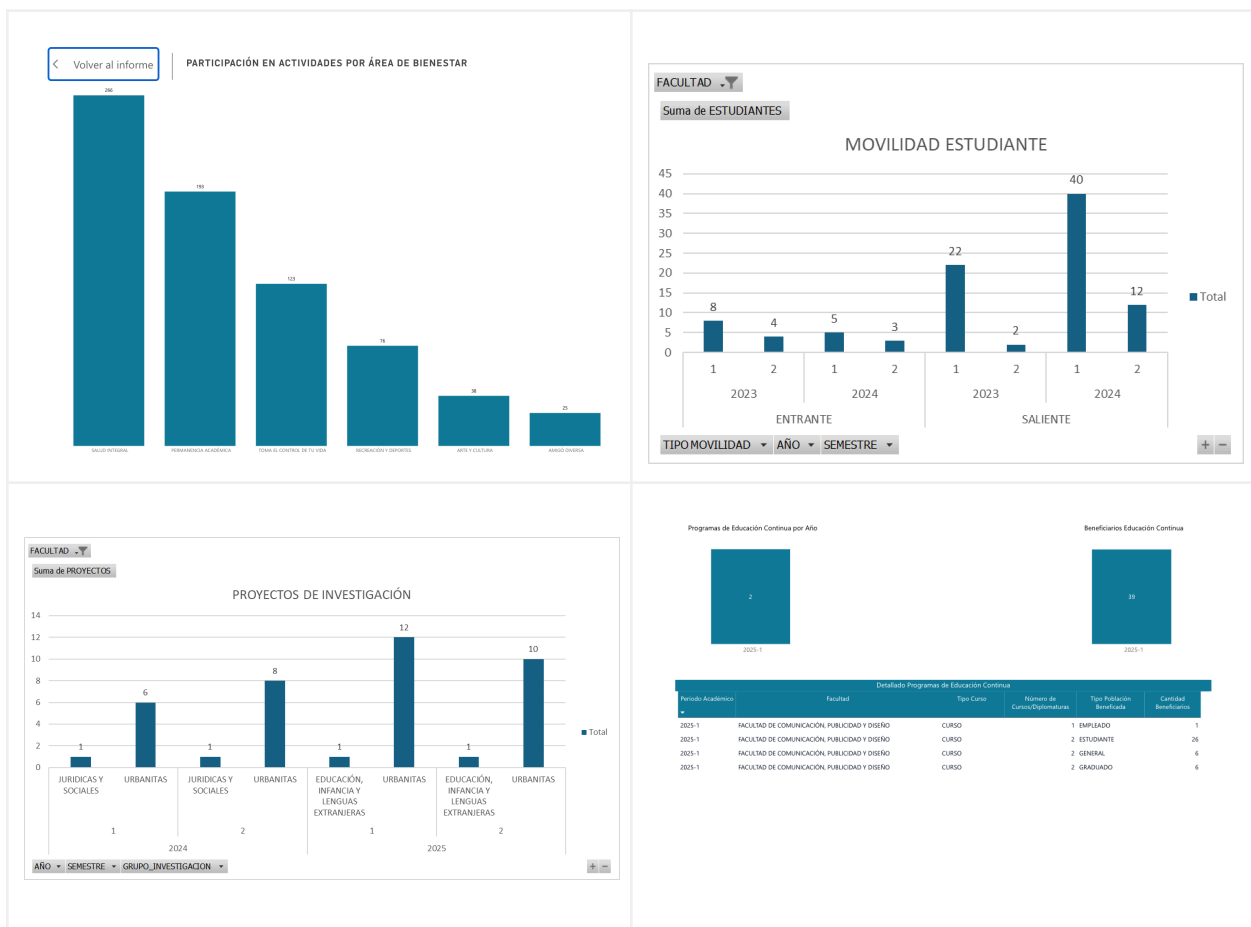 Volver al informe
PARTICIPACIÓN EN ACTIVIDADES POR ÁREA DE BIENESTAR
266
193
123
76
38
25
SALUD INTEGRAL PERMANENCIA ACADEMICA TOMA EL CONTROL DE TU VIDA RECREACIÓN Y DEPORTES ARTE Y CULTURA AMIGO DIVERSA
FACULTAD
Suma de ESTUDIANTES
MOVILIDAD ESTUDIANTE
45
40
35
30
25
20
15
10
5
0
8 4 5 3 22 2 40 12
Total
1 2 1 2 1 2 1 2
2023 2024 2023 2024
ENTRANTE SALIENTE
TIPO MOVILIDAD AÑO SEMESTRE + -
FACULTAD
Suma de PROYECTOS
PROYECTOS DE INVESTIGACIÓN
14
12
10
8
6
4
2
0
1 6 1 8 1 12 1 10
Total
JURIDICAS Y URBANITAS JURIDICAS Y URBANITAS EDUCACIÓN, URBANITAS EDUCACIÓN, URBANITAS
SOCIALES SOCIALES INFANCIA Y INFANCIA Y
LENGUAS LENGUAS
EXTRANJERAS EXTRANJERAS
1 2 1 2
2024 2025
AÑO SEMESTRE GRUPO_INVESTIGACION + -
Programas de Educación Continua por Año
2
2025-1
Beneficiarios Educación Continua
39
2025-1
Detallado Programas de Educación Continua
Periodo Académico Facultad Tipo Curso Número de Tipo Población Cantidad
Cursos/Diplomaturas Beneficada Beneficiarios
2025-1 FACULTAD DE COMUNICACIÓN, PUBLICIDAD Y DISEÑO CURSO 1 EMPLEADO 1
2025-1 FACULTAD DE COMUNICACIÓN, PUBLICIDAD Y DISEÑO CURSO 2 ESTUDIANTE 26
2025-1 FACULTAD DE COMUNICACIÓN, PUBLICIDAD Y DISEÑO CURSO 2 GENERAL 6
2025-1 FACULTAD DE COMUNICACIÓN, PUBLICIDAD Y DISEÑO CURSO 2 GRADUADO 6